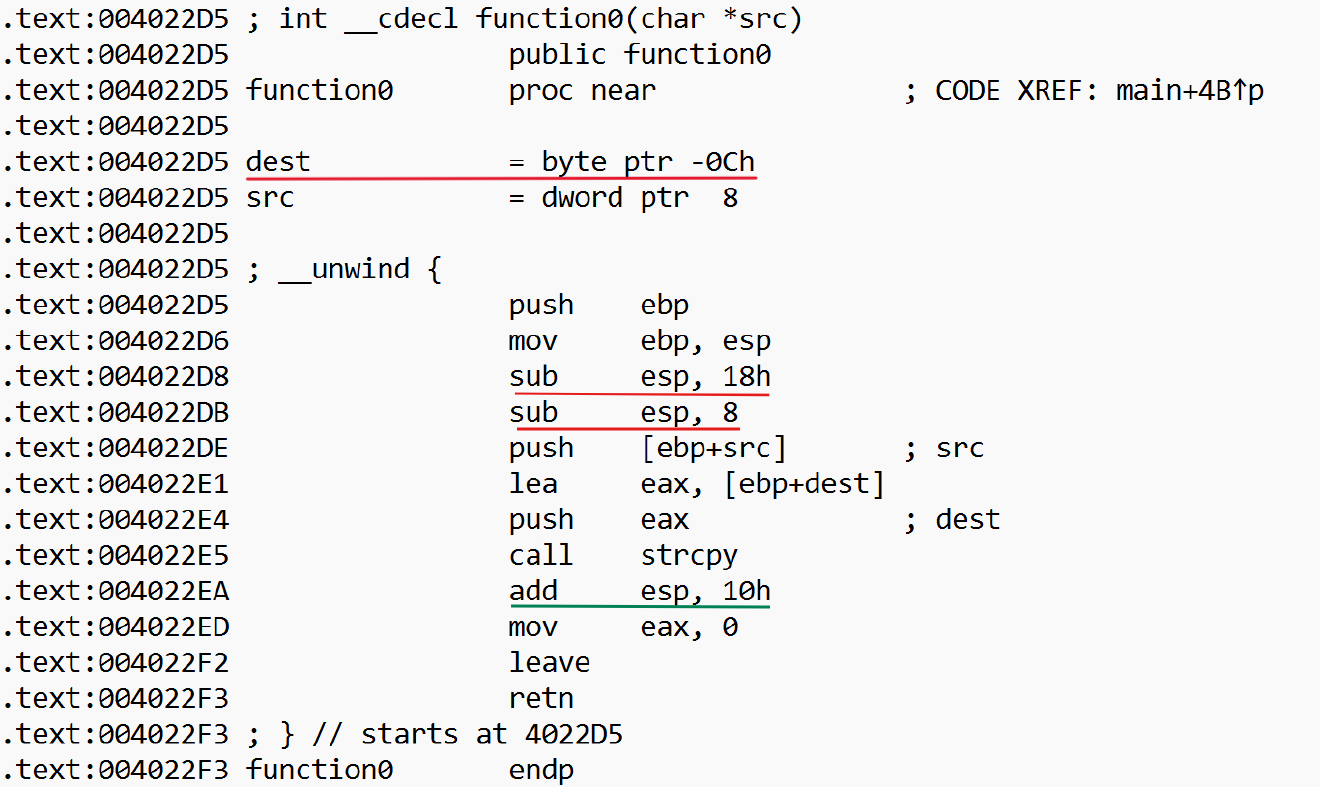 .text:004022D5 ; int __cdecl function0(char *src)
.text:004022D5                 public function0
.text:004022D5 function0       proc near               ; CODE XREF: main+4B↑p
.text:004022D5
.text:004022D5 dest            = byte ptr -0Ch
.text:004022D5 src             = dword ptr  8
.text:004022D5
.text:004022D5 ; __unwind {
.text:004022D5                 push    ebp
.text:004022D6                 mov     ebp, esp
.text:004022D8                 sub     esp, 18h
.text:004022DB                 sub     esp, 8
.text:004022DE                 push    [ebp+src]       ; src
.text:004022E1                 lea     eax, [ebp+dest]
.text:004022E4                 push    eax             ; dest
.text:004022E5                 call    strcpy
.text:004022EA                 add     esp, 10h
.text:004022ED                 mov     eax, 0
.text:004022F2                 leave
.text:004022F3                 retn
.text:004022F3 ; } // starts at 4022D5
.text:004022F3 function0       endp